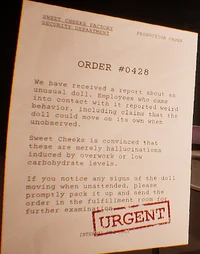 SWEET CHEEKS FACTORY
SECURITY DEPARTMENT
PROMOTION PAPER
ORDER #0428
We have received a report about an
unusual doll. Employees who came
into contact with it reported weird
behavior, including claims that the
doll could move on its own when
unobserved.
Sweet Cheeks is convinced that
these are merely hallucinations
induced by overwork or low
carbohydrate levels.
If you notice any signs of the doll
moving when unattended, please
promptly pack it up and send the
order in the fulfillment room for
further examination.
URGENT